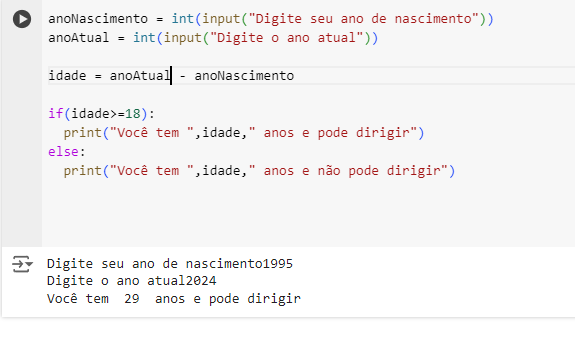 anoNascimento = int(input("Digite seu ano de nascimento"))
anoAtual = int(input("Digite o ano atual"))
idade = anoAtual - anoNascimento
if(idade>=18):
  print("Você tem ",idade," anos e pode dirigir")
else:
  print("Você tem ",idade," anos e não pode dirigir")
Digite seu ano de nascimento1995
Digite o ano atual2024
Você tem  29  anos e pode dirigir